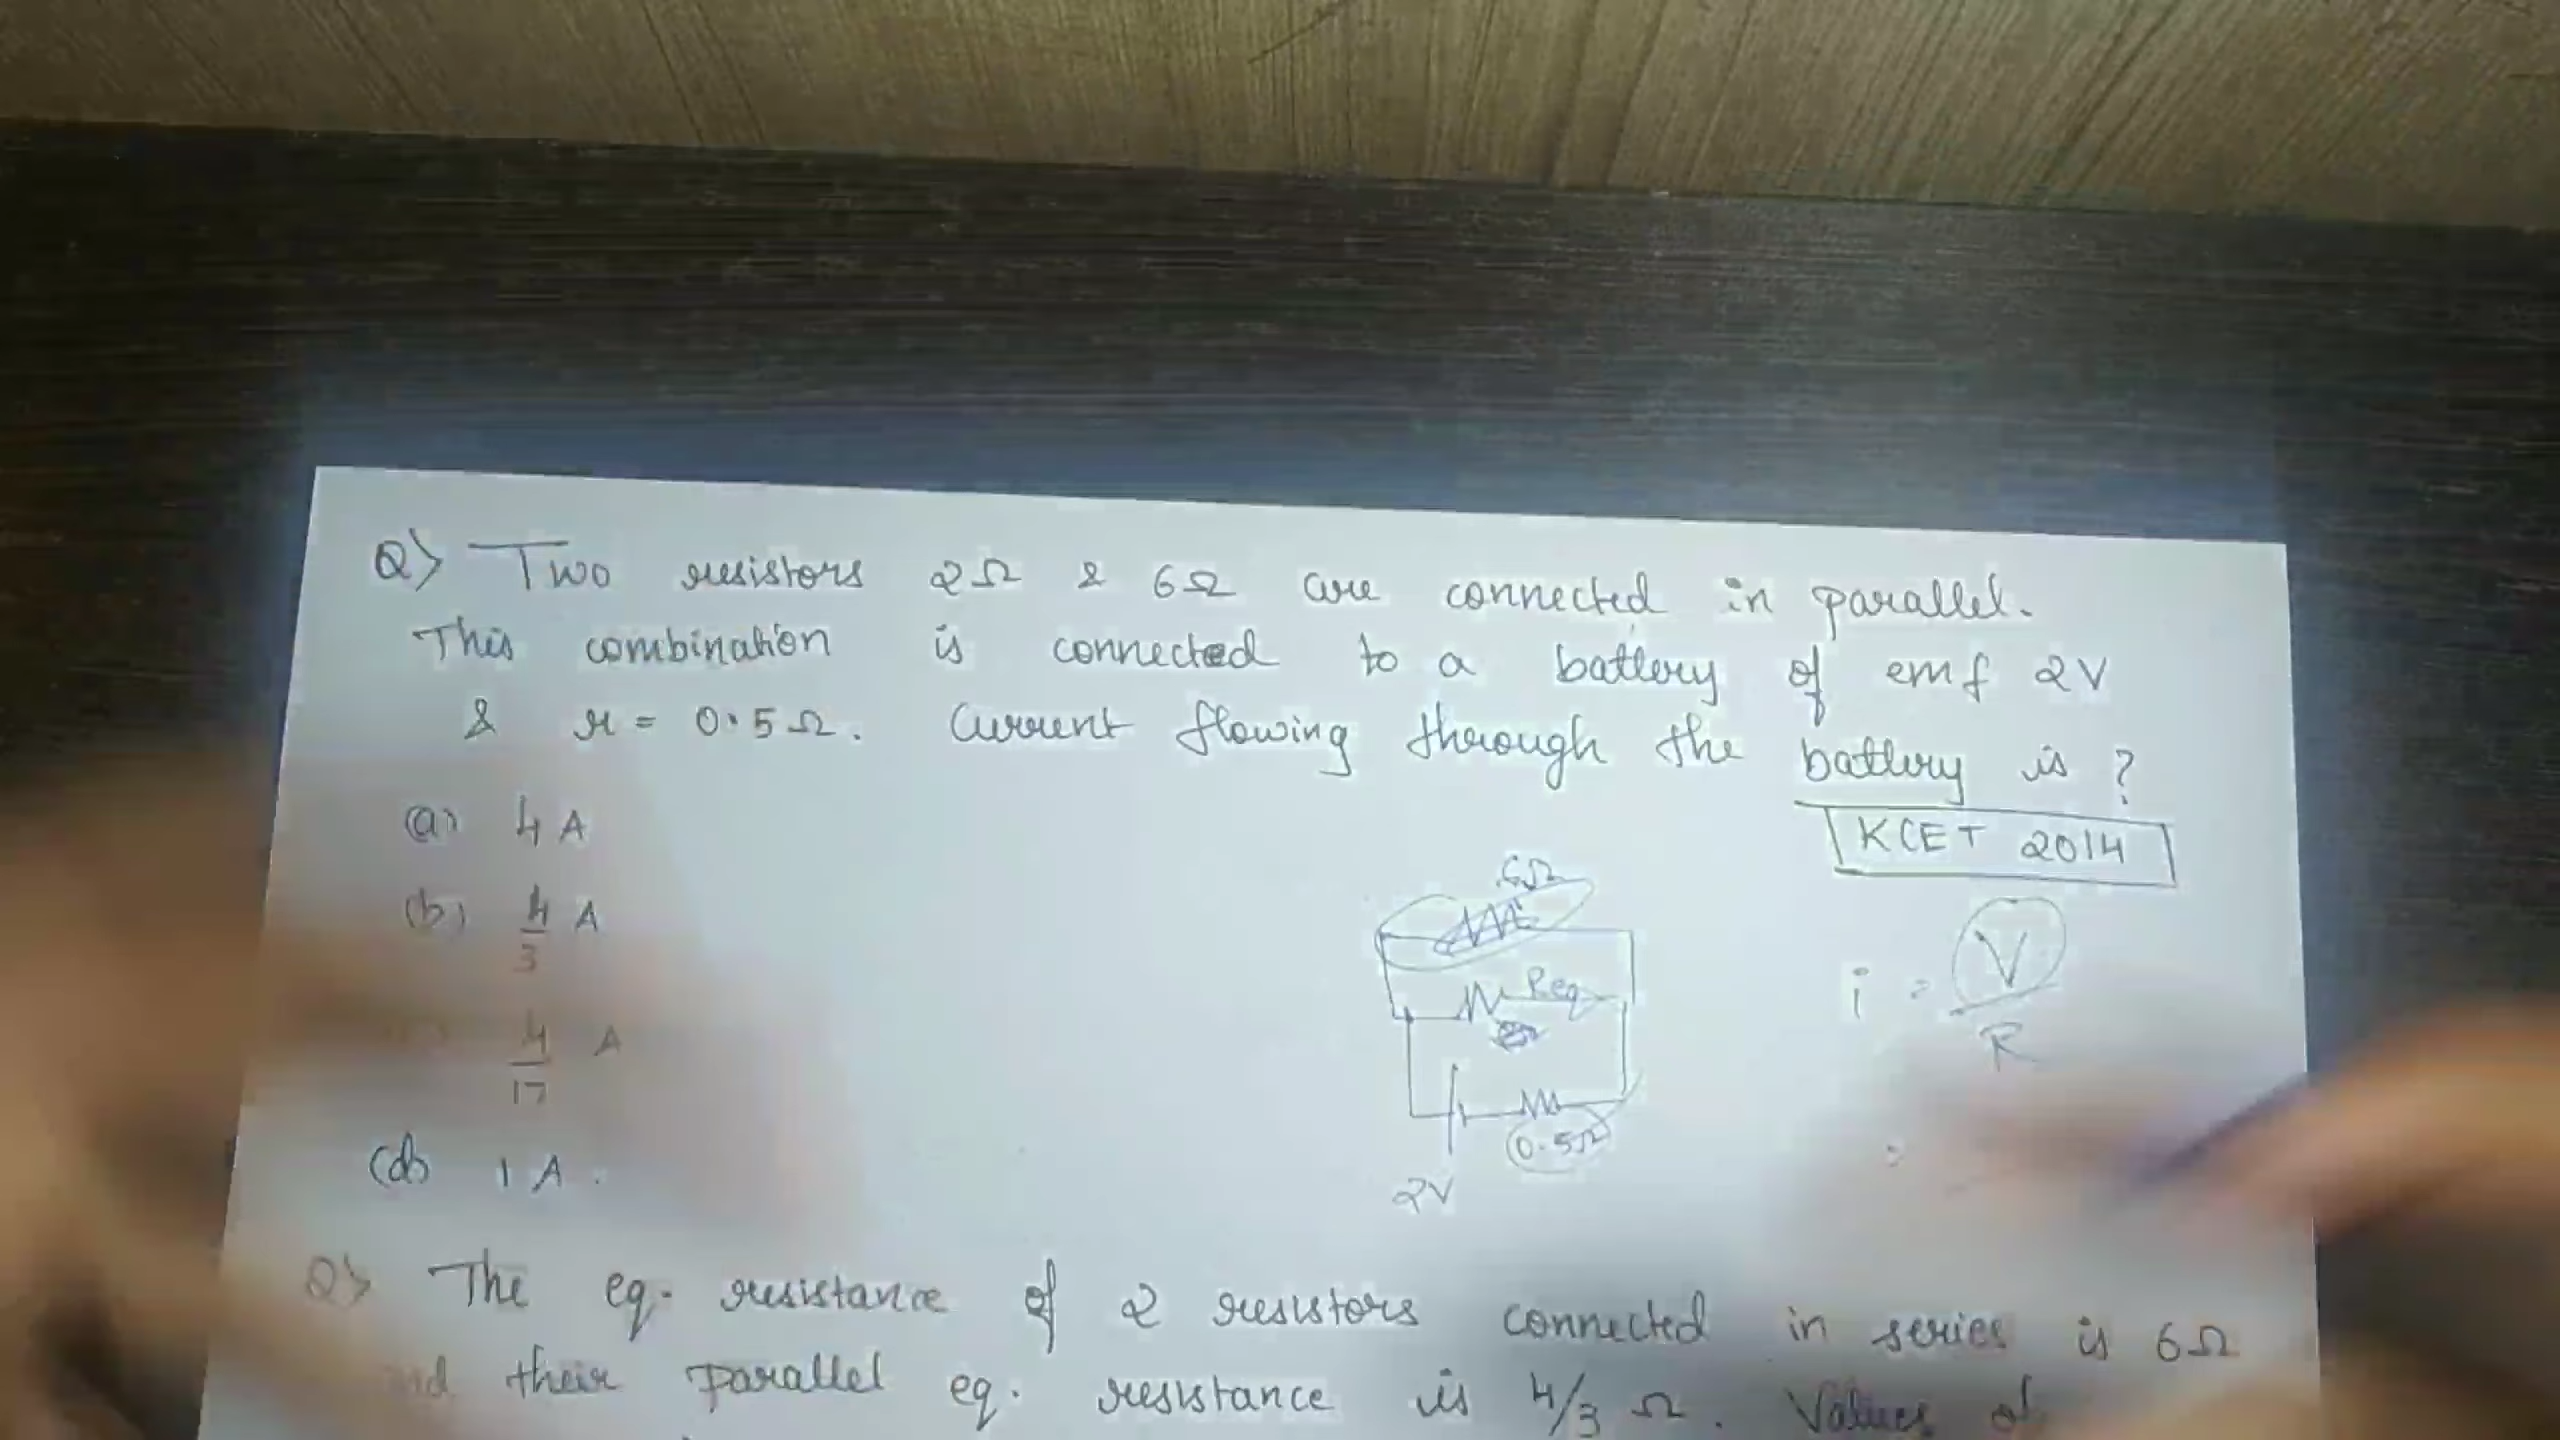 Q> Two resistors 2Ω & 6Ω are connected in parallel.
This combination is connected to a battery of emf 2V
& r = 0.5Ω. Current flowing through the battery is ?
KCET 2014
(a) 4 A
(b) 4/3 A
4/17 A
(d) 1 A.
6Ω
Req
0.5Ω
2V
i = V/R
=
Q> The eq. resistance of 2 resistors connected in series is 6Ω
their parallel eq. resistance is 4/3 Ω. Values of